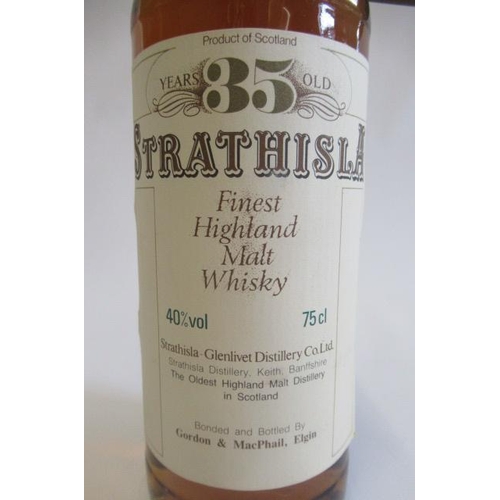 Product of Scotland
YEARS 35 OLD
STRATHISLA
Finest
Highland
Malt
Whisky
40%vol 75cl
Strathisla-Glenlivet Distillery Co.Ltd.
Strathisla Distillery, Keith, Banffshire
The Oldest Highland Malt Distillery
in Scotland
Bonded and Bottled By
Gordon & MacPhail, Elgin